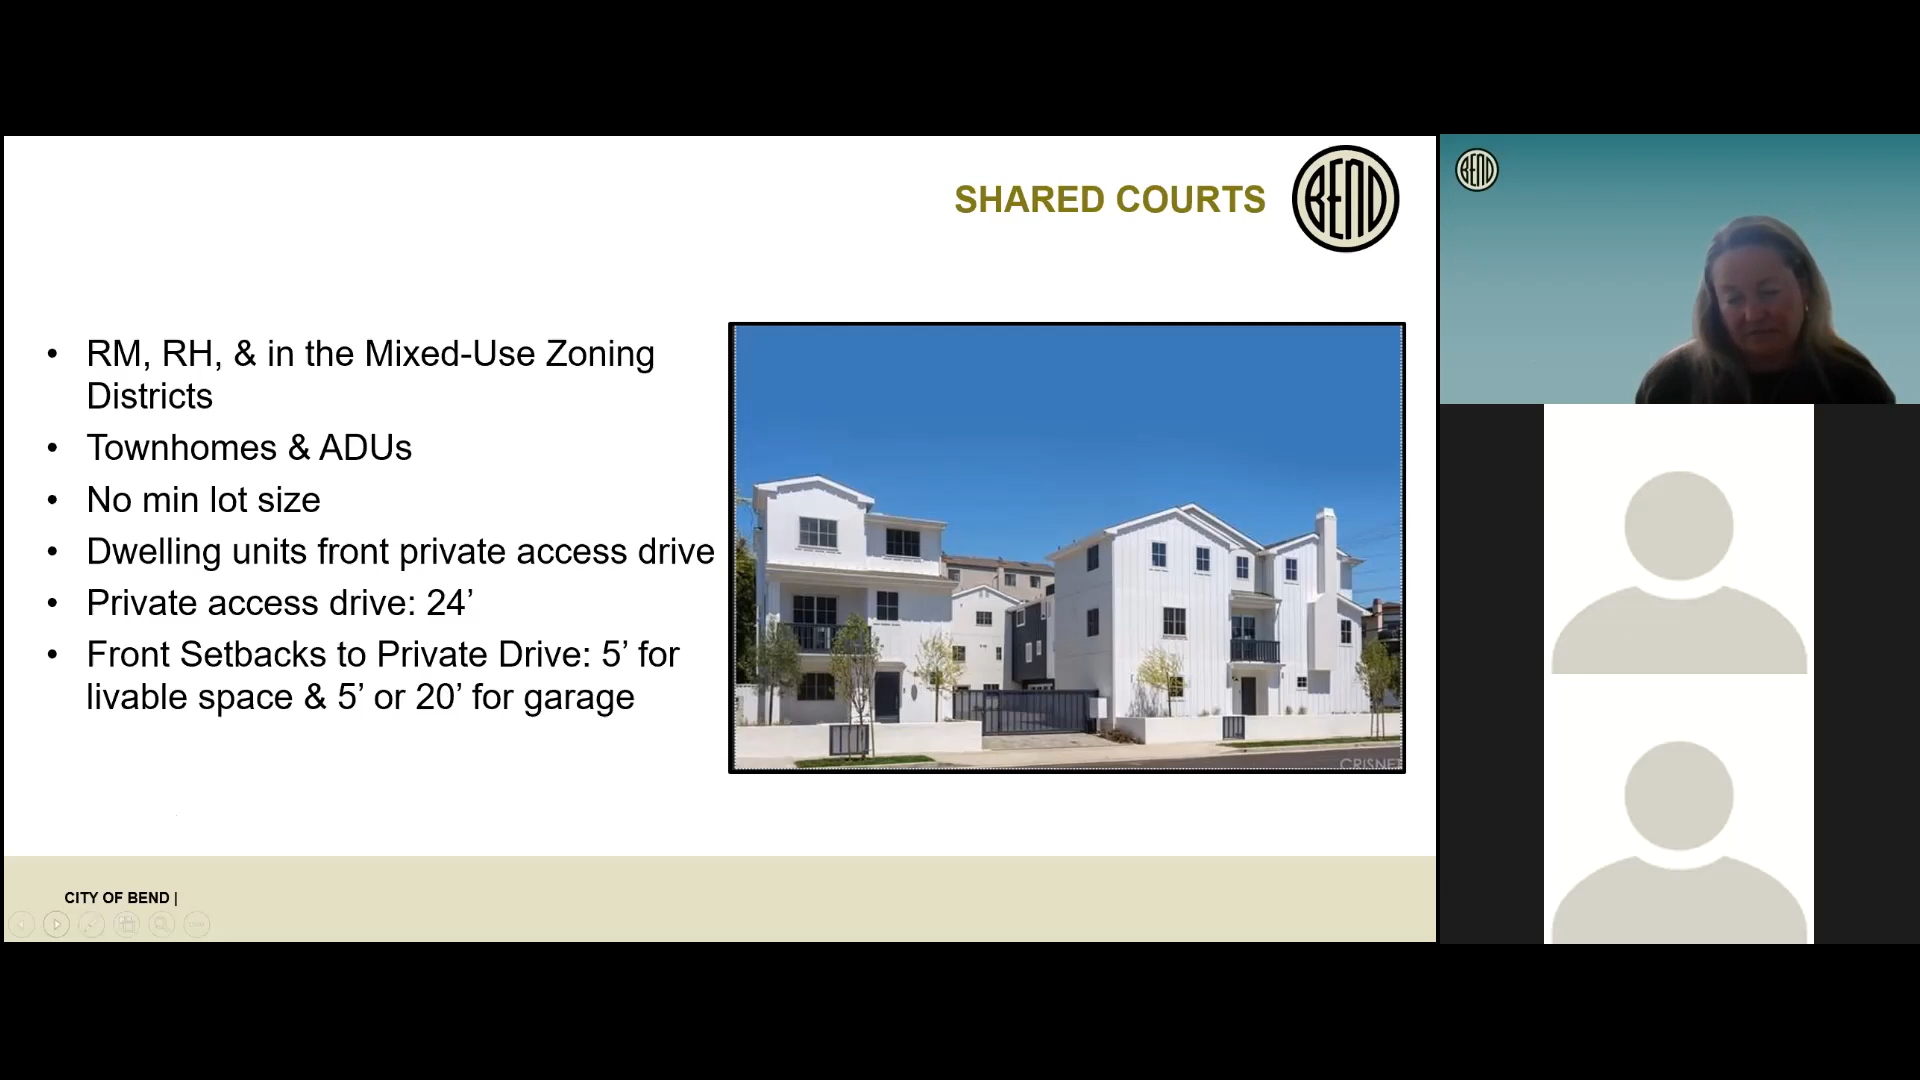 SHARED COURTS
BEND
BEND
• RM, RH, & in the Mixed-Use Zoning
Districts
• Townhomes & ADUs
• No min lot size
• Dwelling units front private access drive
• Private access drive: 24’
• Front Setbacks to Private Drive: 5’ for
livable space & 5’ or 20’ for garage
CRISNET
CITY OF BEND |